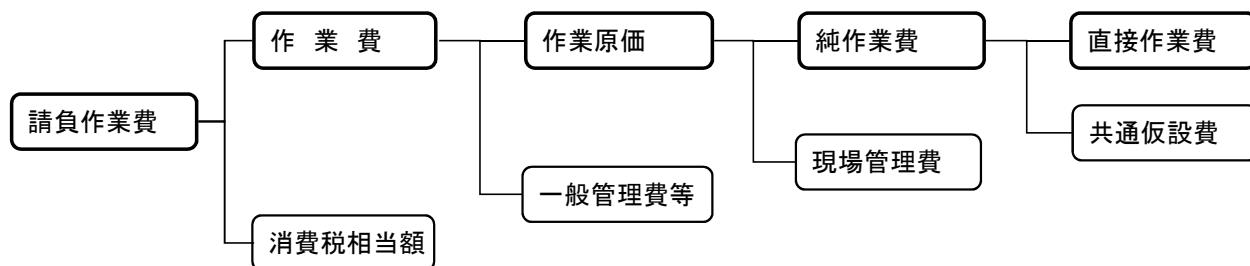 作 業 費
作業原価
純作業費
直接作業費
請負作業費
共通仮設費
現場管理費
一般管理費等
消費税相当額